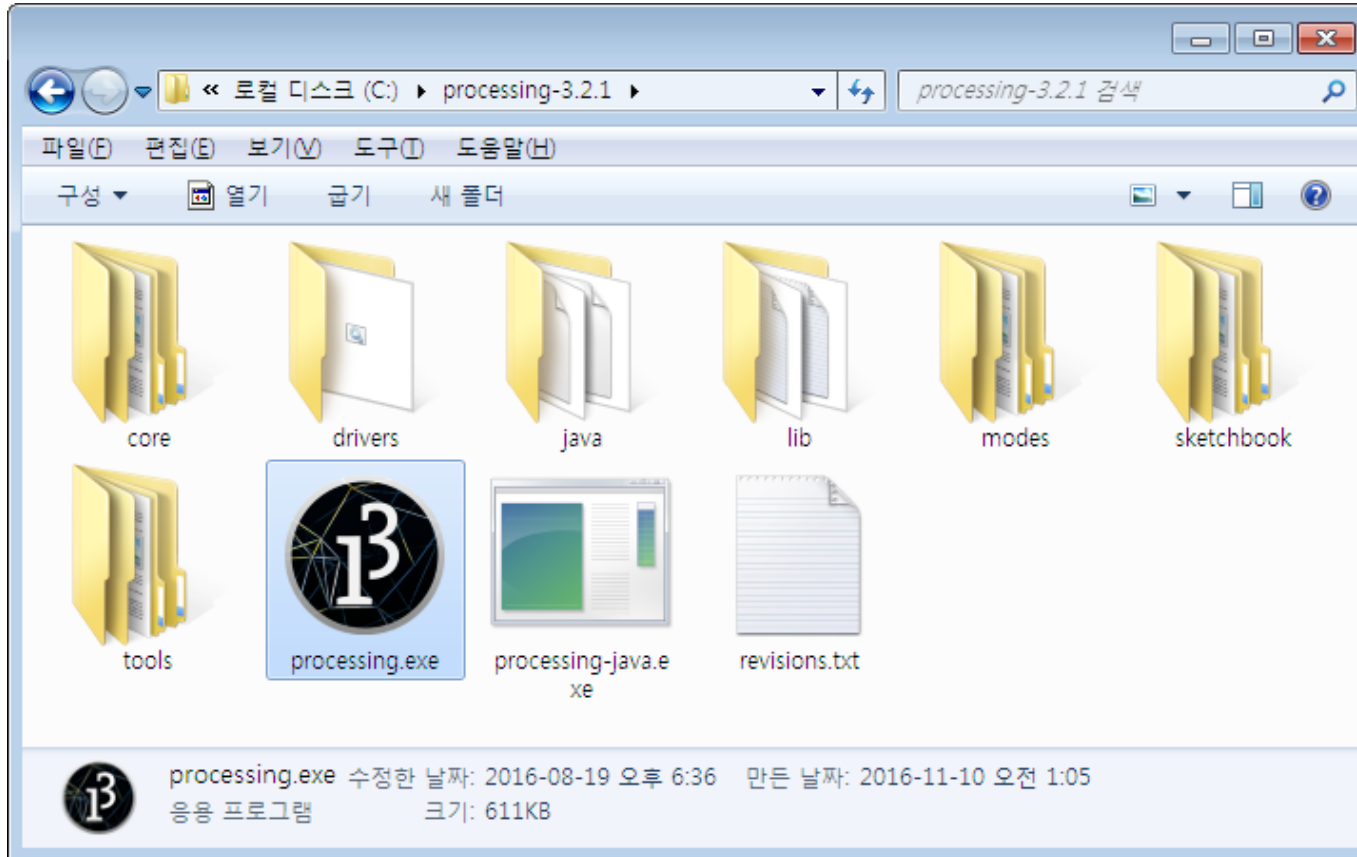 « 로컬 디스크 (C:) ▸ processing-3.2.1 ▸ processing-3.2.1 검색
파일(F) 편집(E) 보기(V) 도구(T) 도움말(H)
구성 열기 굽기 새 폴더
core drivers java lib modes sketchbook
tools processing.exe processing-java.e revisions.txt
xe
processing.exe 수정한 날짜: 2016-08-19 오후 6:36 만든 날짜: 2016-11-10 오전 1:05
응용 프로그램 크기: 611KB